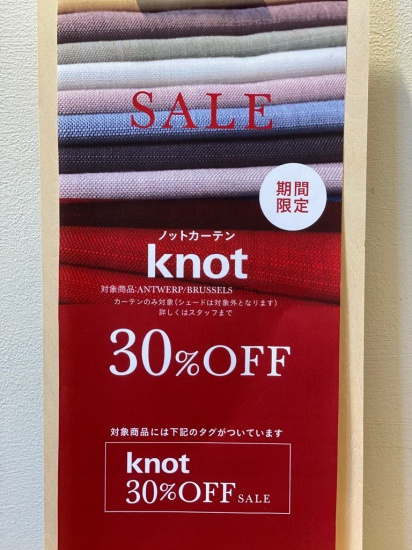 SALE
期間
限定
ノットカーテン
knot
対象商品:ANTWERP/BRUSSELS
カーテンのみ対象(シェードは対象外となります)
詳しくはスタッフまで
30%OFF
対象商品には下記のタグがついています
knot
30%OFF SALE